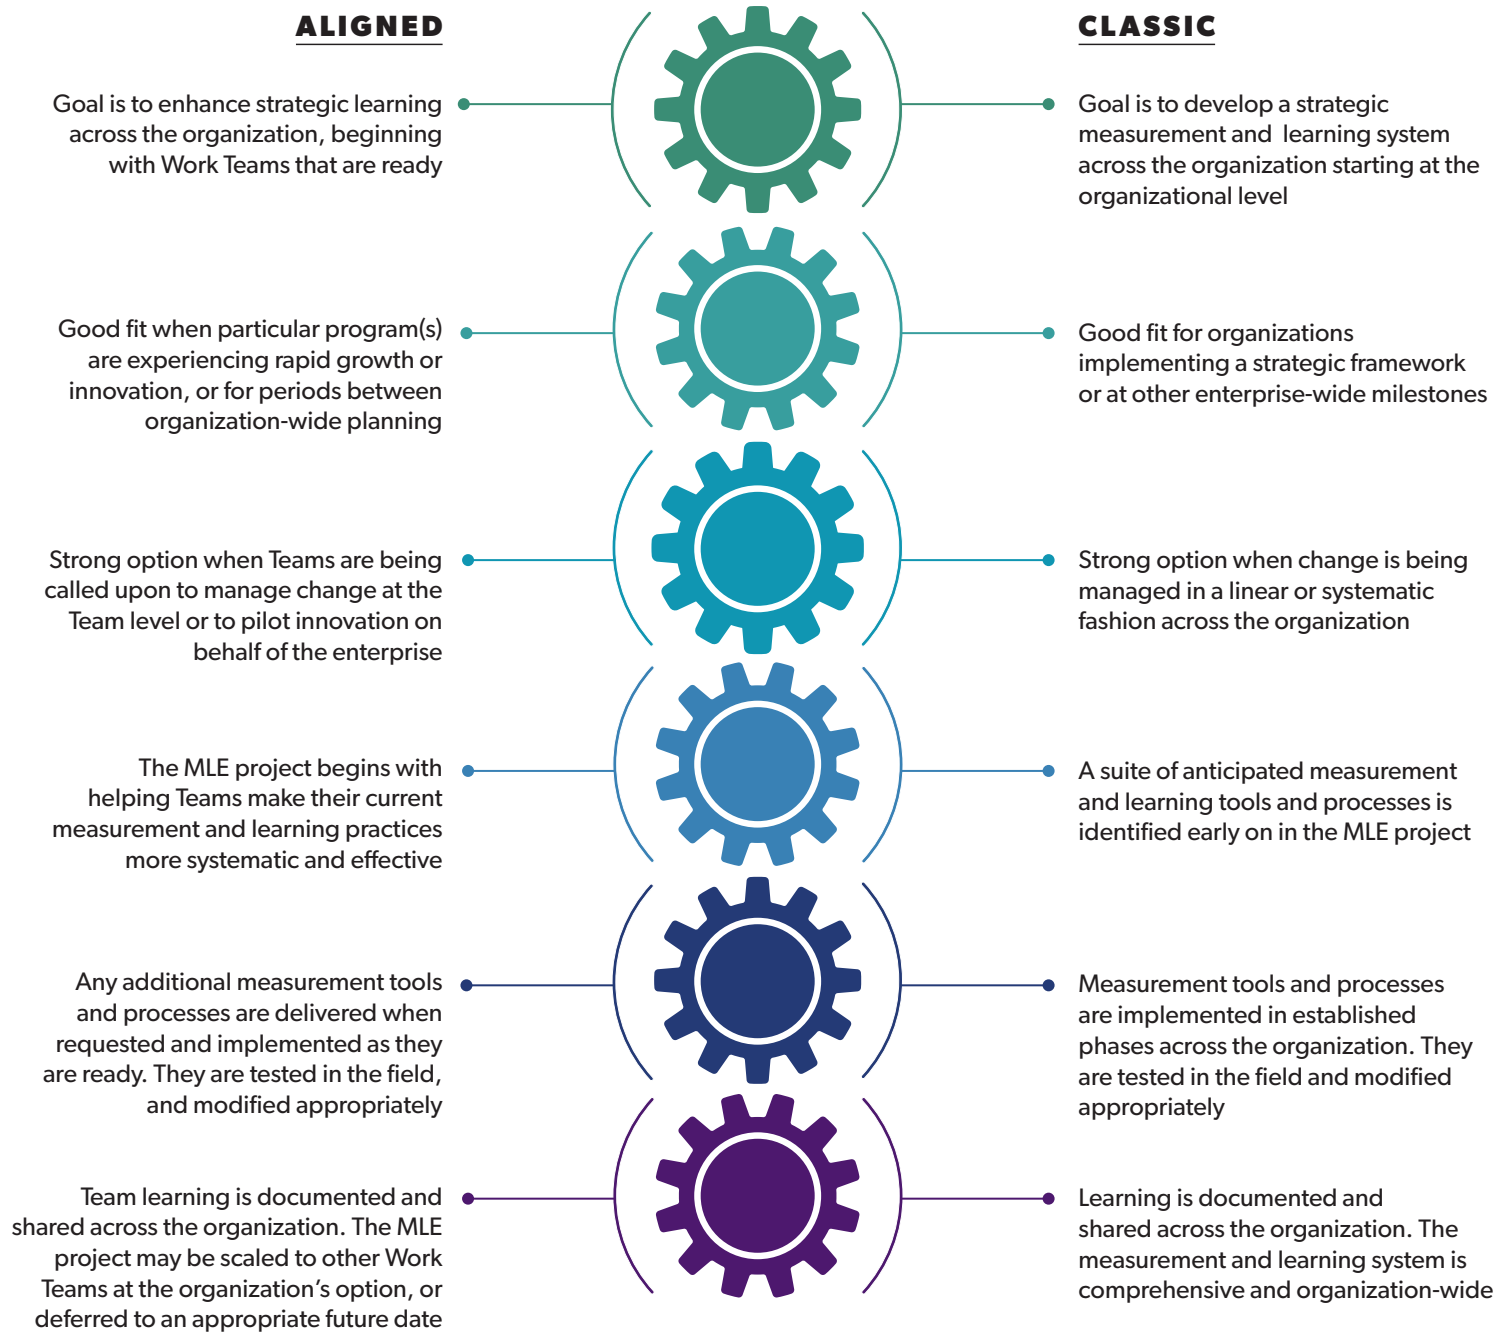 ALIGNED
Goal is to enhance strategic learning
across the organization, beginning
with Work Teams that are ready
Good fit when particular program(s)
are experiencing rapid growth or
innovation, or for periods between
organization-wide planning
Strong option when Teams are being
called upon to manage change at the
Team level or to pilot innovation on
behalf of the enterprise
The MLE project begins with
helping Teams make their current
measurement and learning practices
more systematic and effective
Any additional measurement tools
and processes are delivered when
requested and implemented as they
are ready. They are tested in the field,
and modified appropriately
Team learning is documented and
shared across the organization. The MLE
project may be scaled to other Work
Teams at the organization’s option, or
deferred to an appropriate future date
CLASSIC
Goal is to develop a strategic
measurement and learning system
across the organization starting at the
organizational level
Good fit for organizations
implementing a strategic framework
or at other enterprise-wide milestones
Strong option when change is being
managed in a linear or systematic
fashion across the organization
A suite of anticipated measurement
and learning tools and processes is
identified early on in the MLE project
Measurement tools and processes
are implemented in established
phases across the organization. They
are tested in the field and modified
appropriately
Learning is documented and
shared across the organization. The
measurement and learning system is
comprehensive and organization-wide